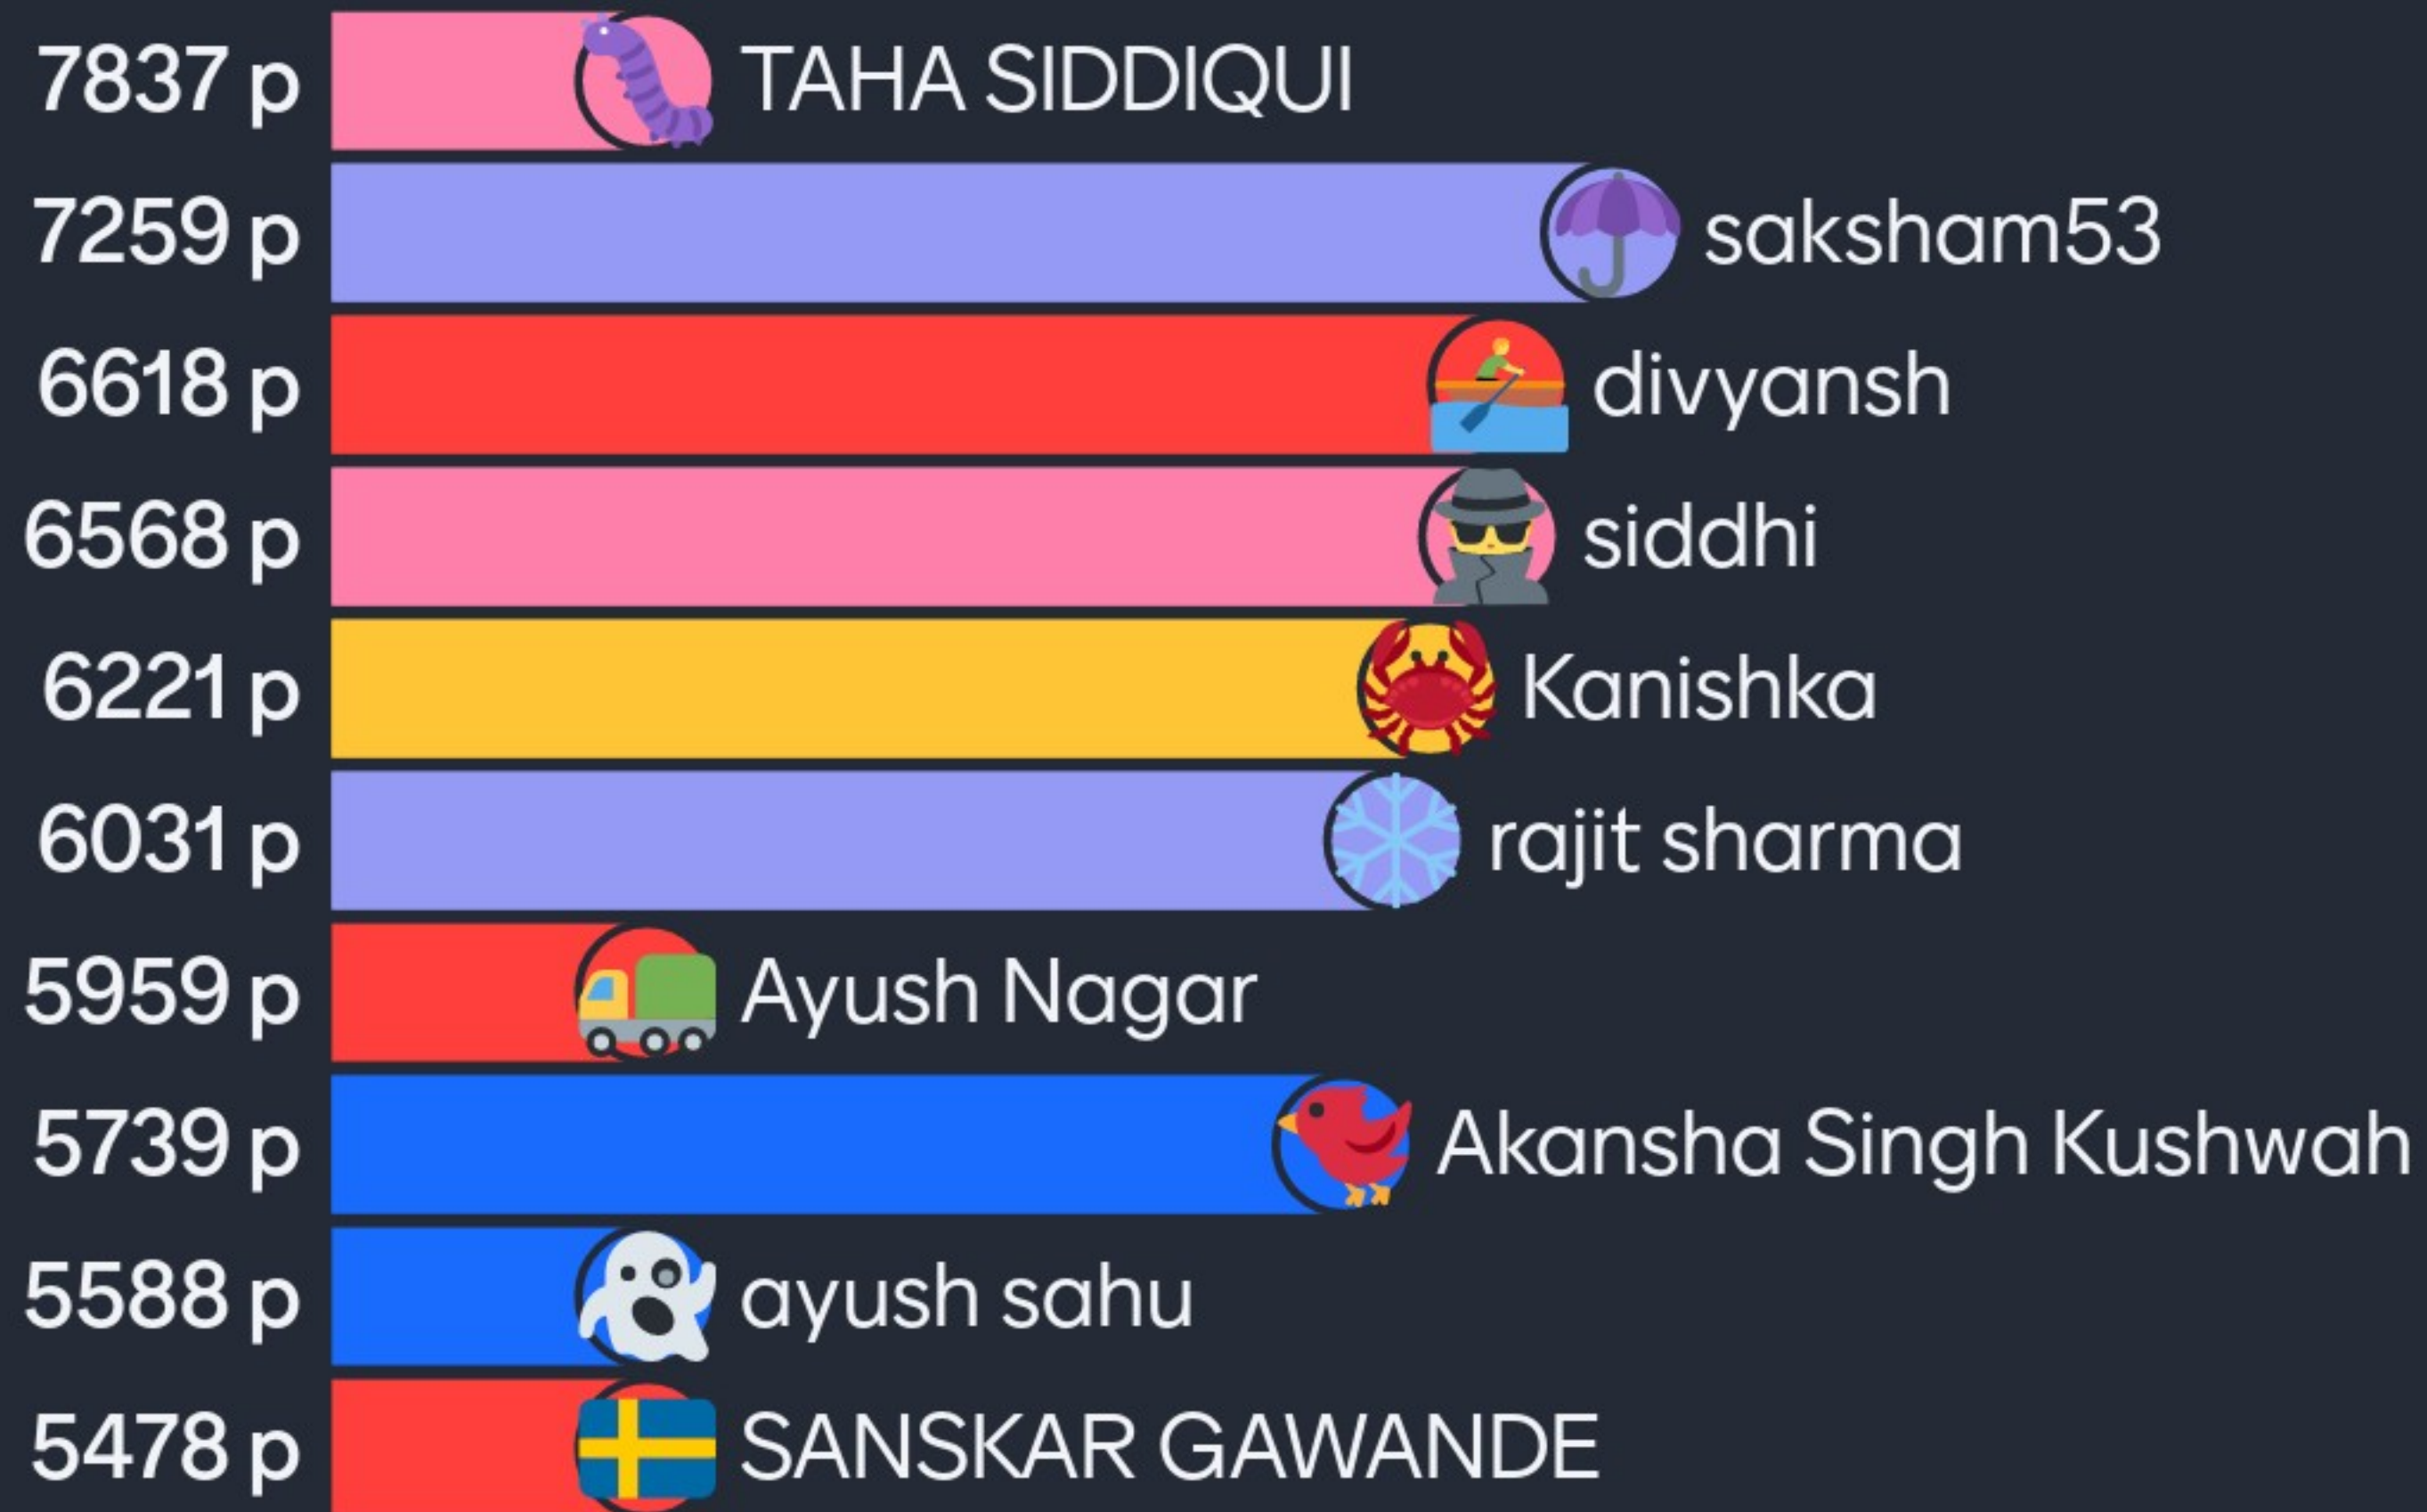 7837 p TAHA SIDDIQUI
7259 p saksham53
6618 p divyansh
6568 p siddhi
6221 p Kanishka
6031 p rajit sharma
5959 p Ayush Nagar
5739 p Akansha Singh Kushwah
5588 p ayush sahu
5478 p SANSKAR GAWANDE